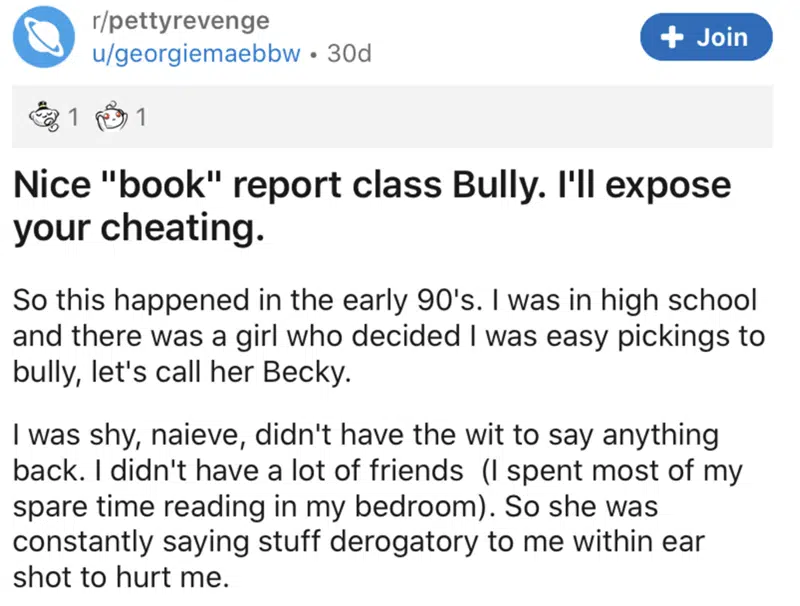 r/pettyrevenge
u/georgiemaebbw • 30d
+ Join
1 1
Nice "book" report class Bully. I'll expose
your cheating.
So this happened in the early 90's. I was in high school
and there was a girl who decided I was easy pickings to
bully, let's call her Becky.
I was shy, naieve, didn't have the wit to say anything
back. I didn't have a lot of friends  (I spent most of my
spare time reading in my bedroom). So she was
constantly saying stuff derogatory to me within ear
shot to hurt me.